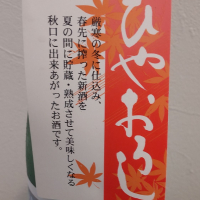 ひやおろし
厳寒の冬に仕込み、
春先に搾った新酒を
夏の間に貯蔵・熟成させて美味しくなる
秋口に出来あがったお酒です。